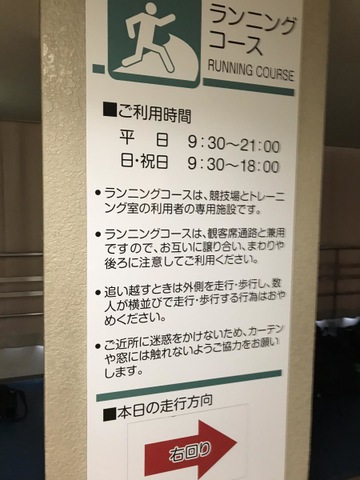 ランニング
コース
RUNNING COURSE
■ご利用時間
平　日　9：30〜21：00
日・祝日　9：30〜18：00
●ランニングコースは、競技場とトレーニ
ング室の利用者の専用施設です。
●ランニングコースは、観客席通路と兼用
ですので、お互いに譲り合い、まわりや
後ろに注意してご利用ください。
●追い越すときは外側を走行・歩行し、数
人が横並びで走行・歩行する行為はおや
めください。
●ご近所に迷惑をかけないため、カーテン
や窓には触れないようご協力をお願い
します。
■本日の走行方向
右回り